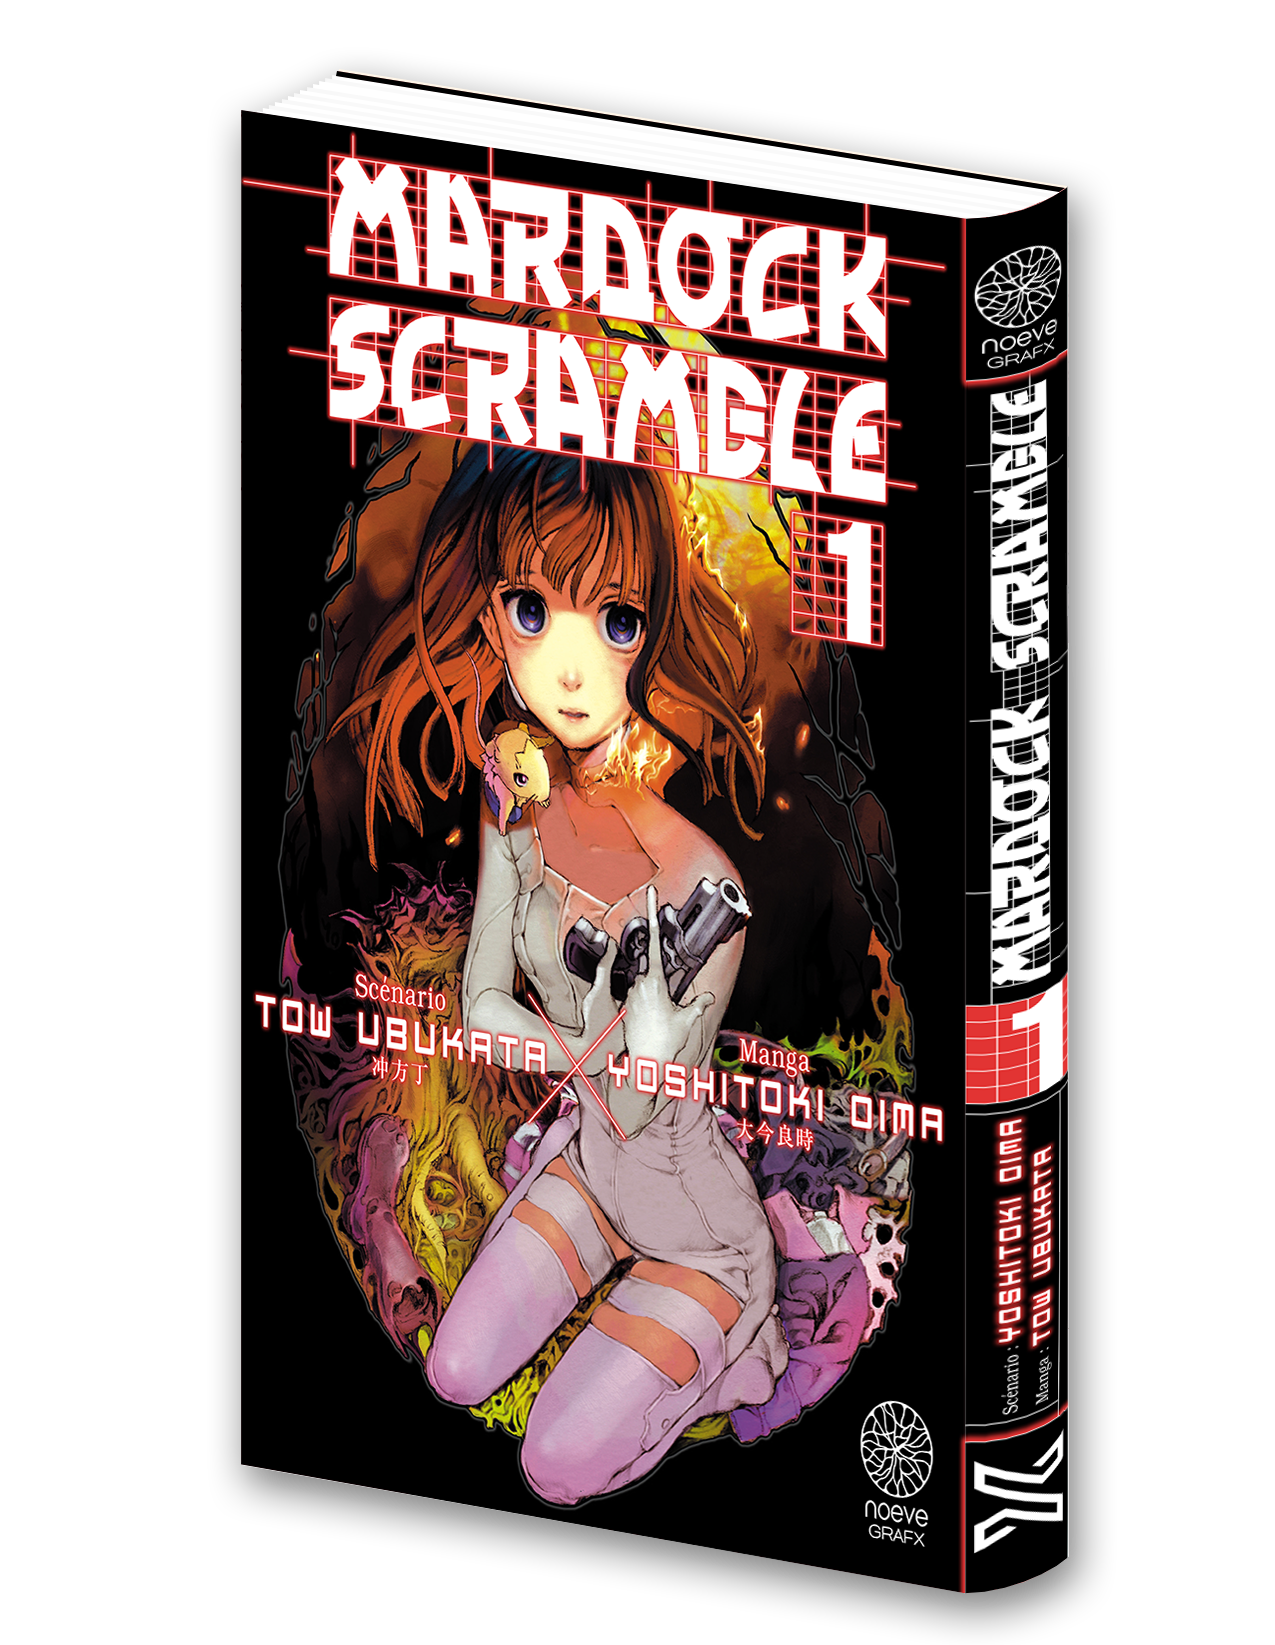 MARDOCK
SCRAMBLE
1
Scénario
TOW UBUKATA
冲方丁
Manga
YOSHITOKI OIMA
大今良時
noeve
GRAFX
noeve
GRAFX
MARDOCK SCRAMBLE
1
Scénario : YOSHITOKI OIMA
Manga : TOW UBUKATA